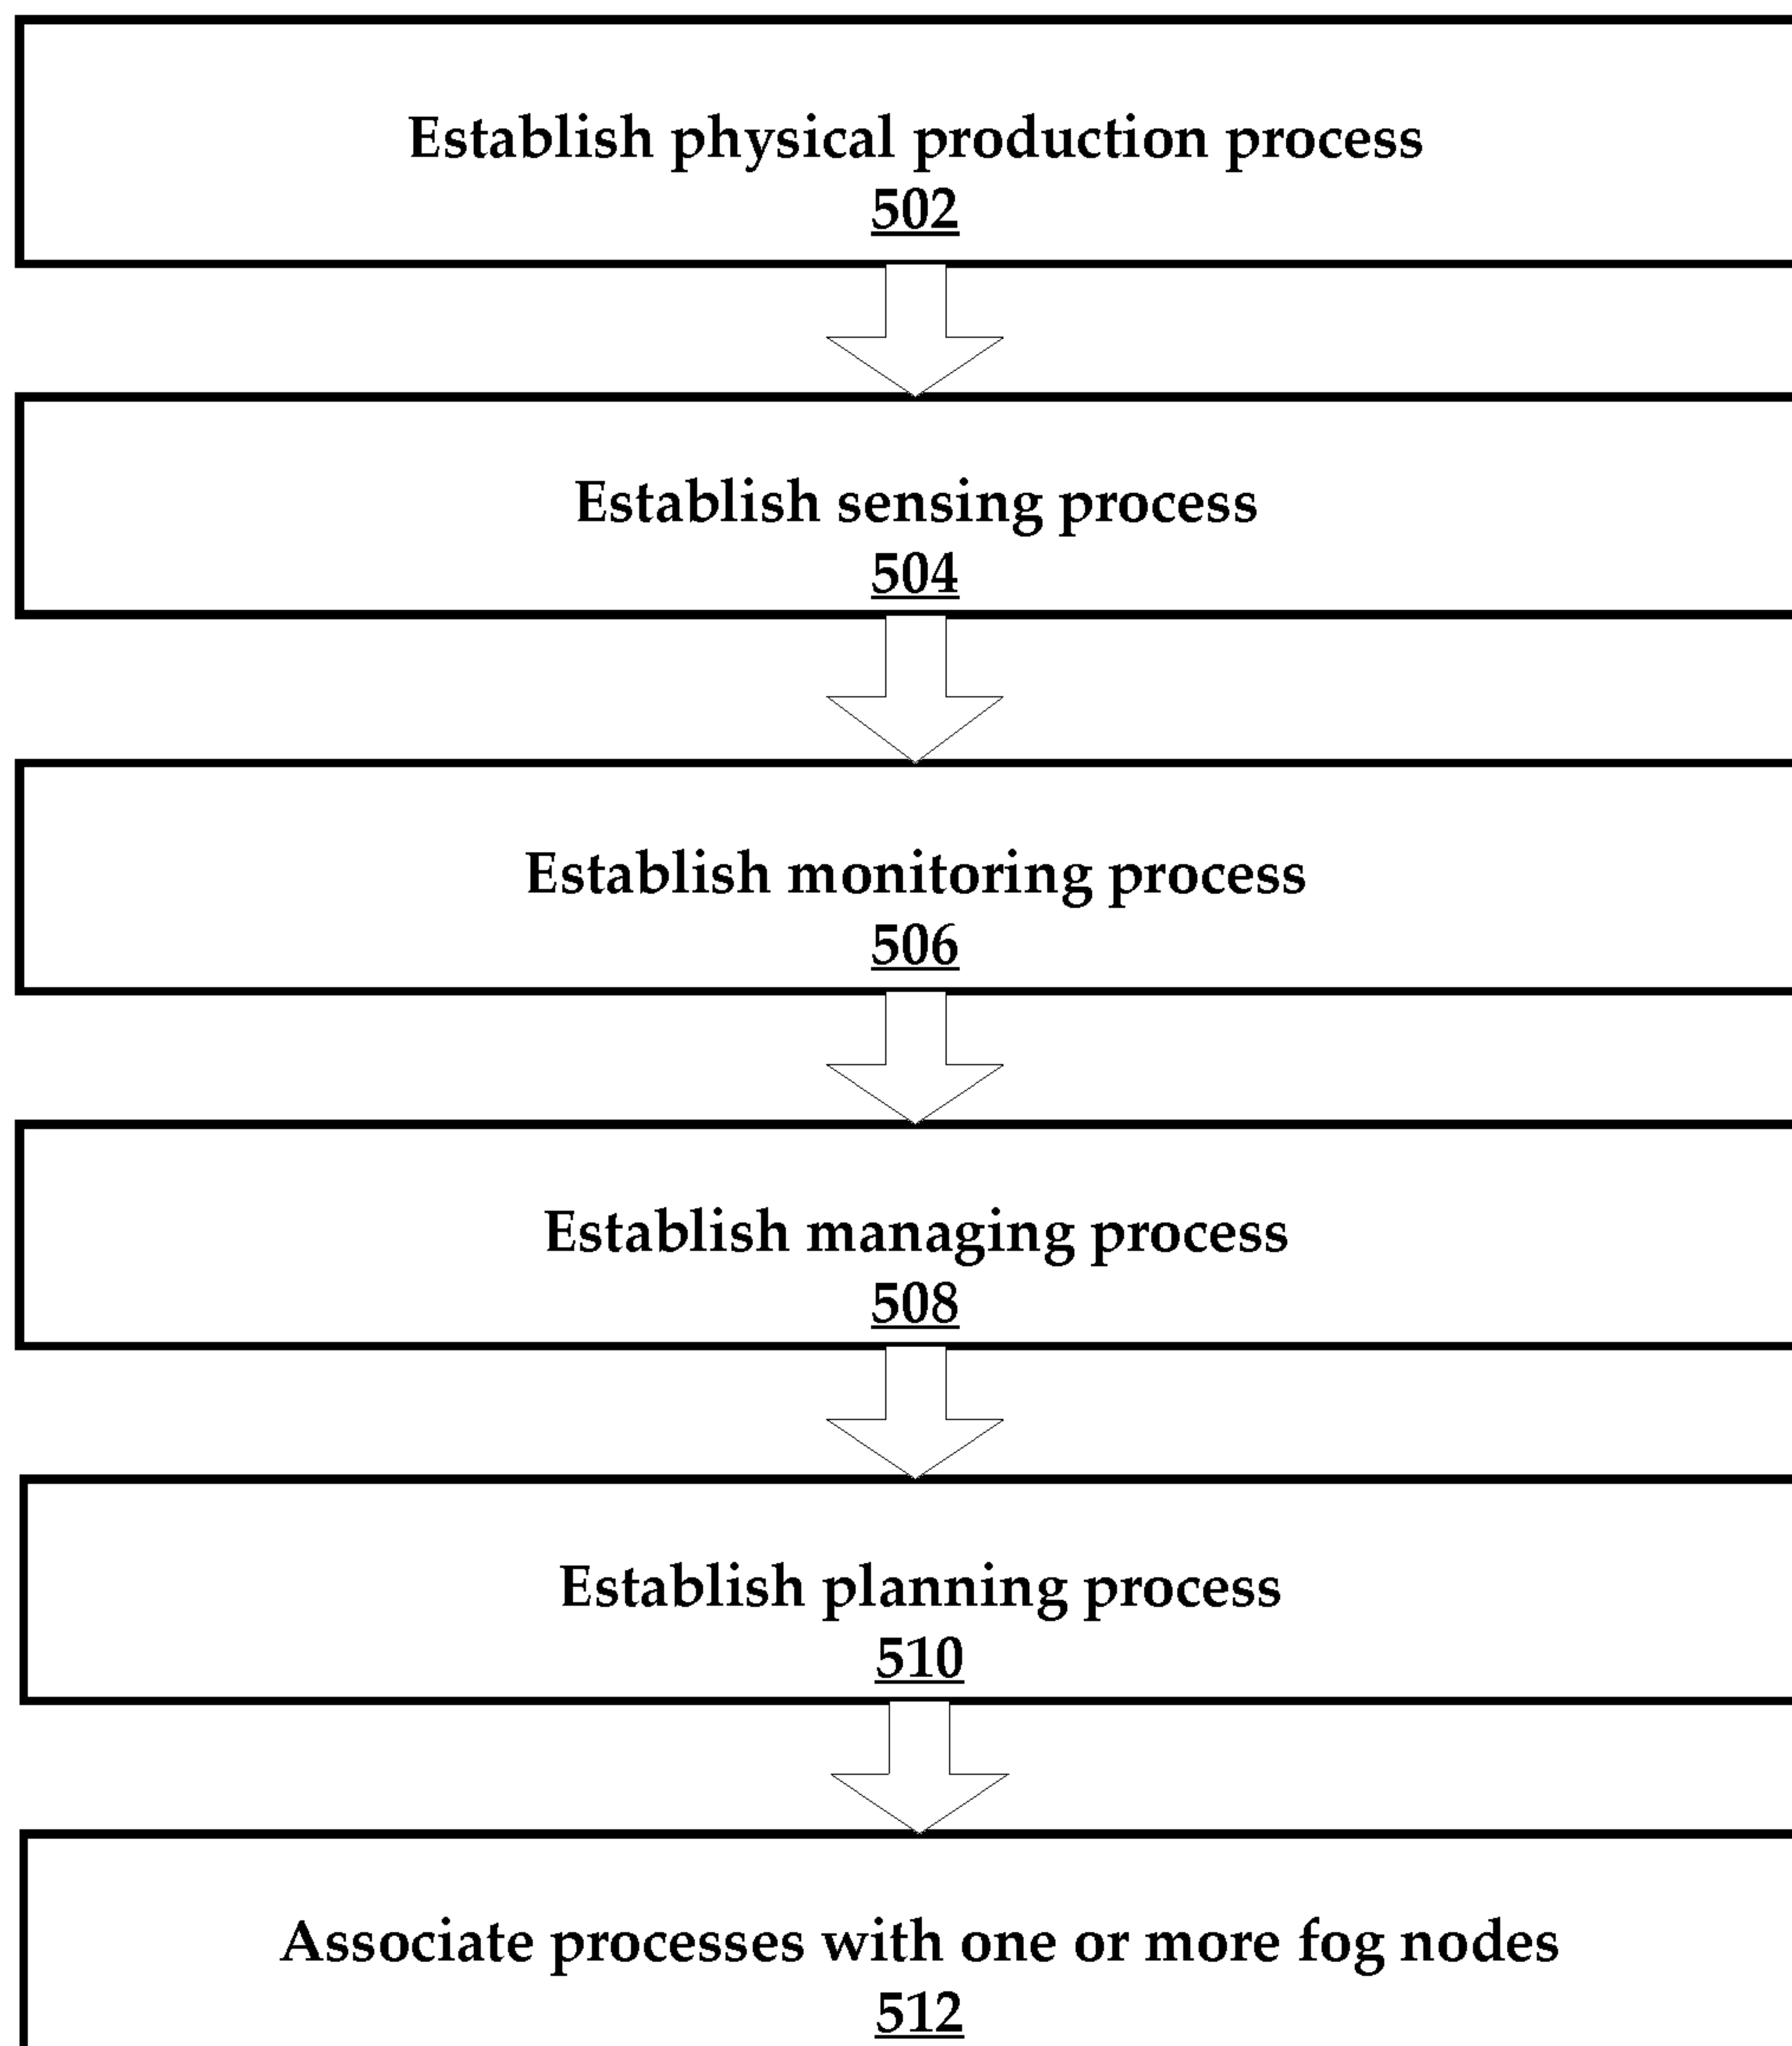 Establish physical production process
502
Establish sensing process
504
Establish monitoring process
506
Establish managing process
508
Establish planning process
510
Associate processes with one or more fog nodes
512